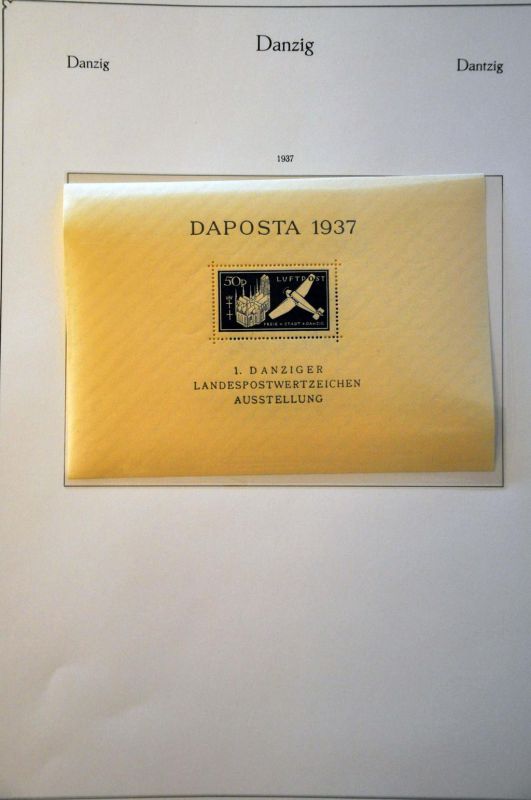 Danzig
Danzig
Dantzig
1937
DAPOSTA 1937
50p
LUFTPOST
FREIE • STADT • DANZIG
1. DANZIGER
LANDESPOSTWERTZEICHEN
AUSSTELLUNG